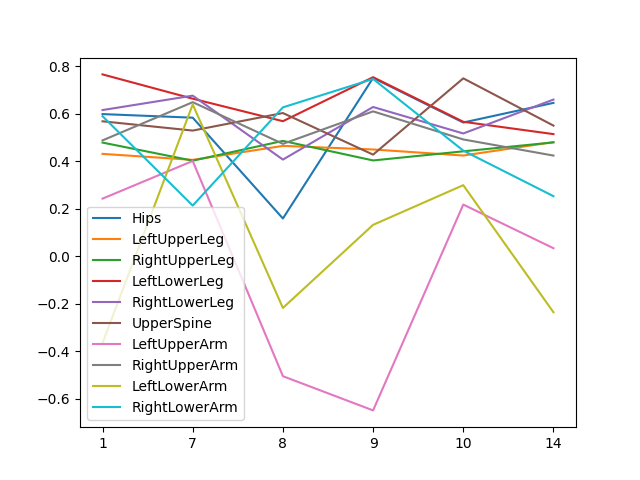 0.8
0.6
0.4
0.2
0.0
−0.2
−0.4
−0.6
Hips
LeftUpperLeg
RightUpperLeg
LeftLowerLeg
RightLowerLeg
UpperSpine
LeftUpperArm
RightUpperArm
LeftLowerArm
RightLowerArm
1 7 8 9 10 14